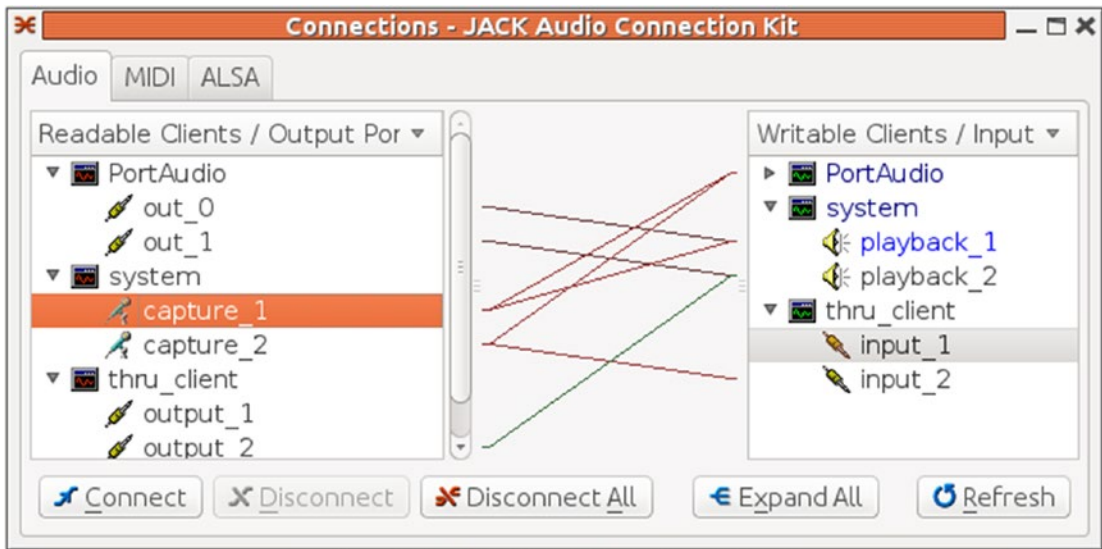 Connections - JACK Audio Connection Kit
Audio MIDI ALSA
Readable Clients / Output Por
PortAudio
out_0
out_1
system
capture_1
capture_2
thru_client
output_1
output_2
Writable Clients / Input
PortAudio
system
playback_1
playback_2
thru_client
input_1
input_2
Connect Disconnect Disconnect All Expand All Refresh